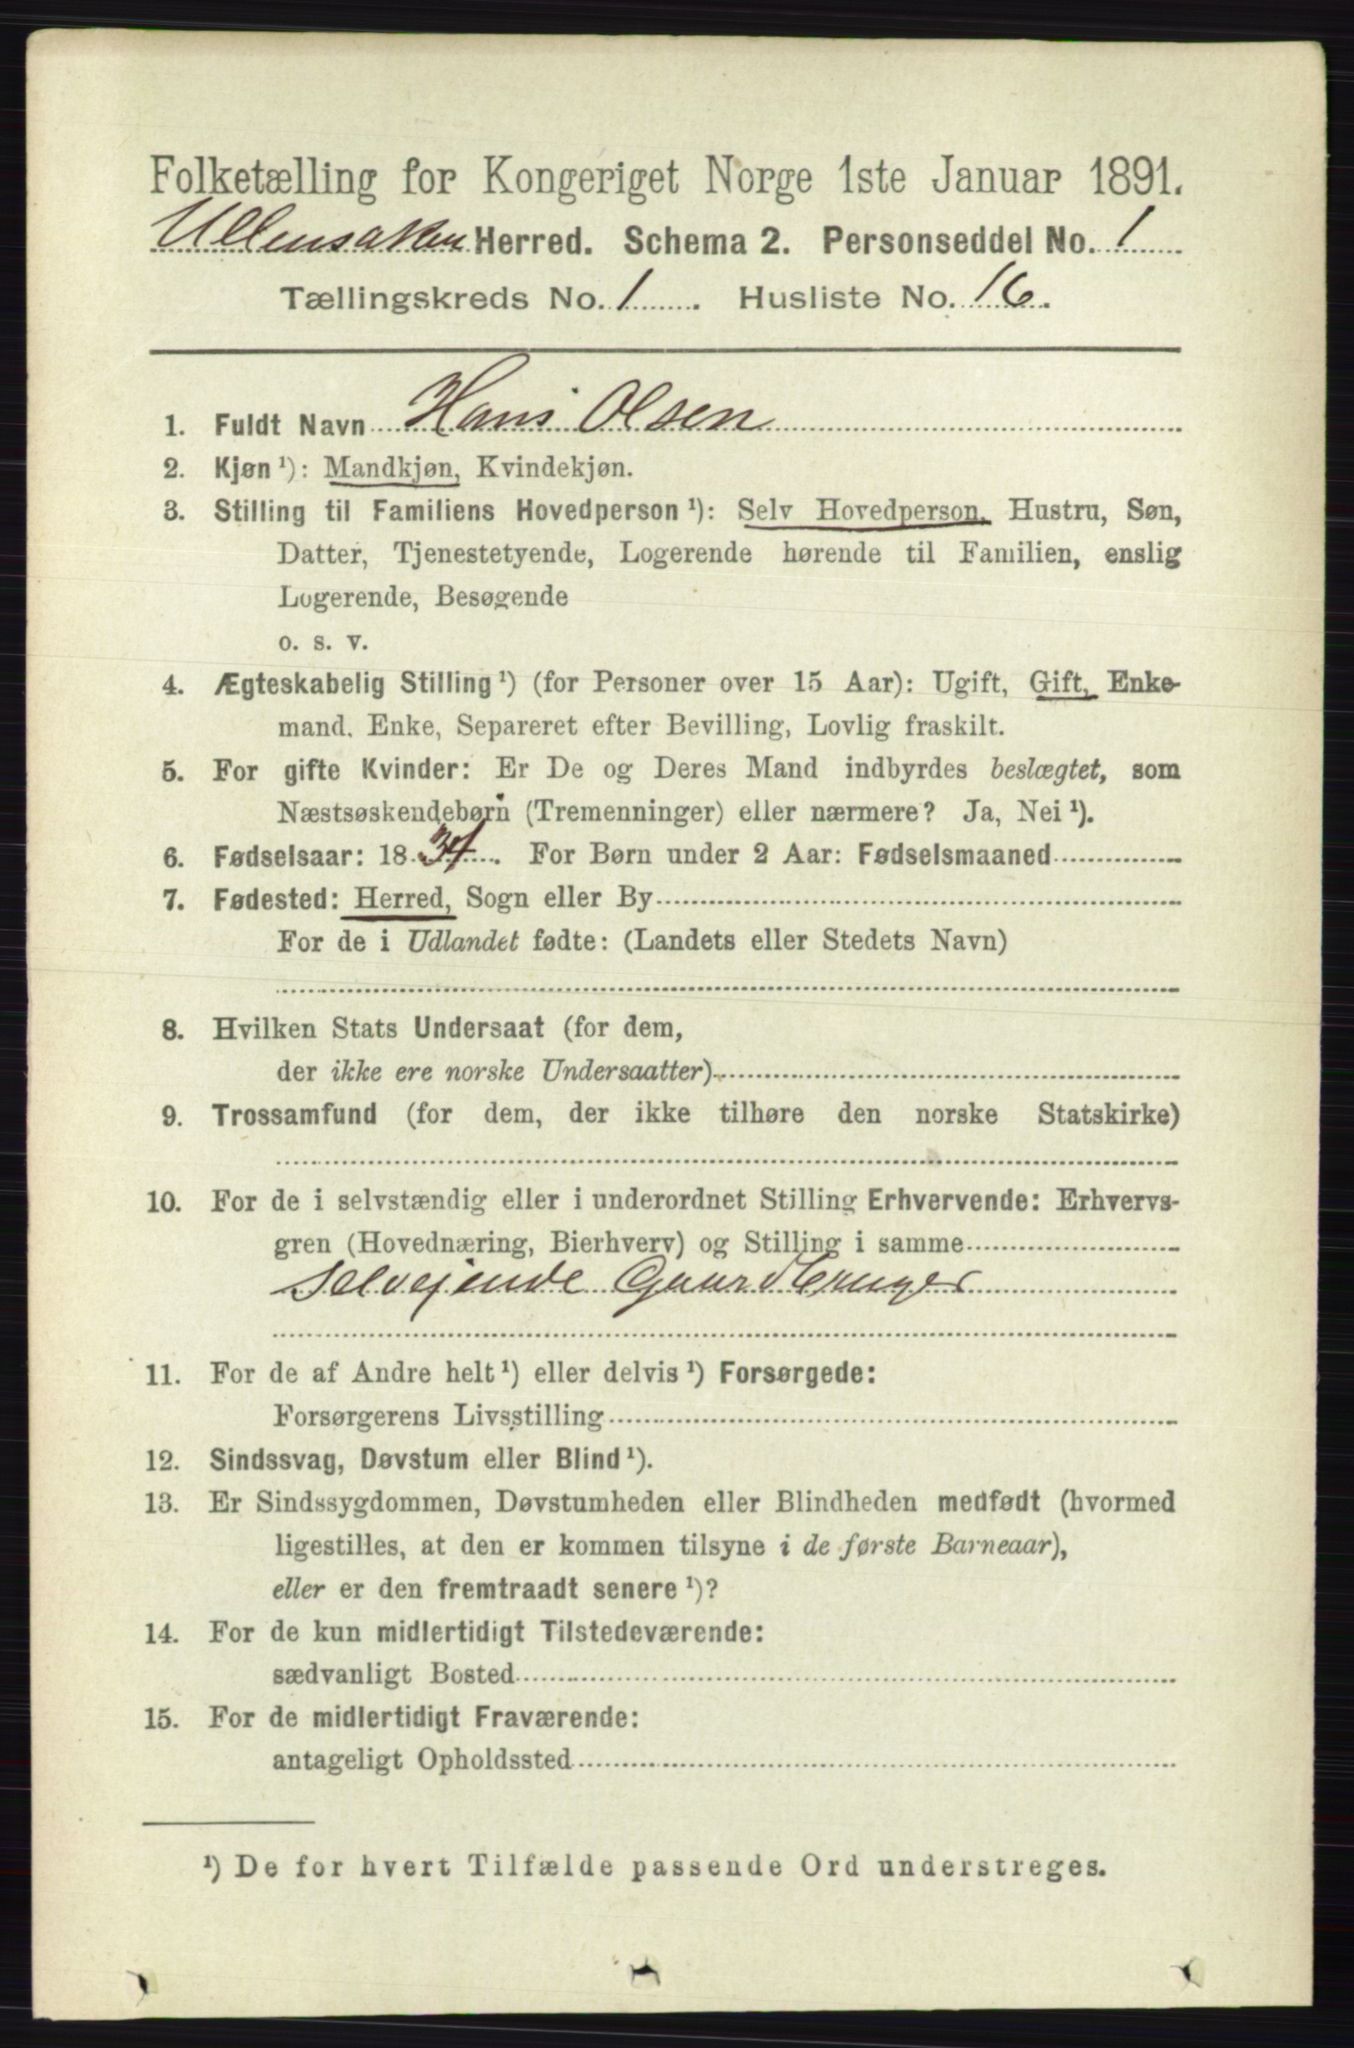 Folketælling for Kongeriget Norge 1ste Januar 1891.
Ullensaker Herred. Schema 2. Personseddel No. 1
Tællingskreds No. 1. Husliste No. 16.
1. Fuldt Navn Hans Olsen
2. Kjøn ¹): Mandkjøn, Kvindekjøn.
3. Stilling til Familiens Hovedperson ¹): Selv Hovedperson, Hustru, Søn,
Datter, Tjenestetyende, Logerende hørende til Familien, enslig
Logerende, Besøgende
o. s. v.
4. Ægteskabelig Stilling ¹) (for Personer over 15 Aar): Ugift, Gift, Enke-
mand, Enke, Separeret efter Bevilling, Lovlig fraskilt.
5. For gifte Kvinder: Er De og Deres Mand indbyrdes beslægtet, som
Næstsøskendebørn (Tremenninger) eller nærmere? Ja, Nei ¹).
6. Fødselsaar: 1834. For Børn under 2 Aar: Fødselsmaaned
7. Fødested: Herred, Sogn eller By
For de i Udlandet fødte: (Landets eller Stedets Navn)
8. Hvilken Stats Undersaat (for dem,
der ikke ere norske Undersaatter)
9. Trossamfund (for dem, der ikke tilhøre den norske Statskirke)
10. For de i selvstændig eller i underordnet Stilling Erhvervende: Erhvervs-
gren (Hovednæring, Bierhverv) og Stilling i samme
Selvejende Gaardbruger
11. For de af Andre helt ¹) eller delvis ¹) Forsørgede:
Forsørgerens Livsstilling
12. Sindssvag, Døvstum eller Blind ¹).
13. Er Sindssygdommen, Døvstumheden eller Blindheden medfødt (hvormed
ligestilles, at den er kommen tilsyne i de første Barneaar),
eller er den fremtraadt senere ¹)?
14. For de kun midlertidigt Tilstedeværende:
sædvanligt Bosted
15. For de midlertidigt Fraværende:
antageligt Opholdssted
¹) De for hvert Tilfælde passende Ord understreges.